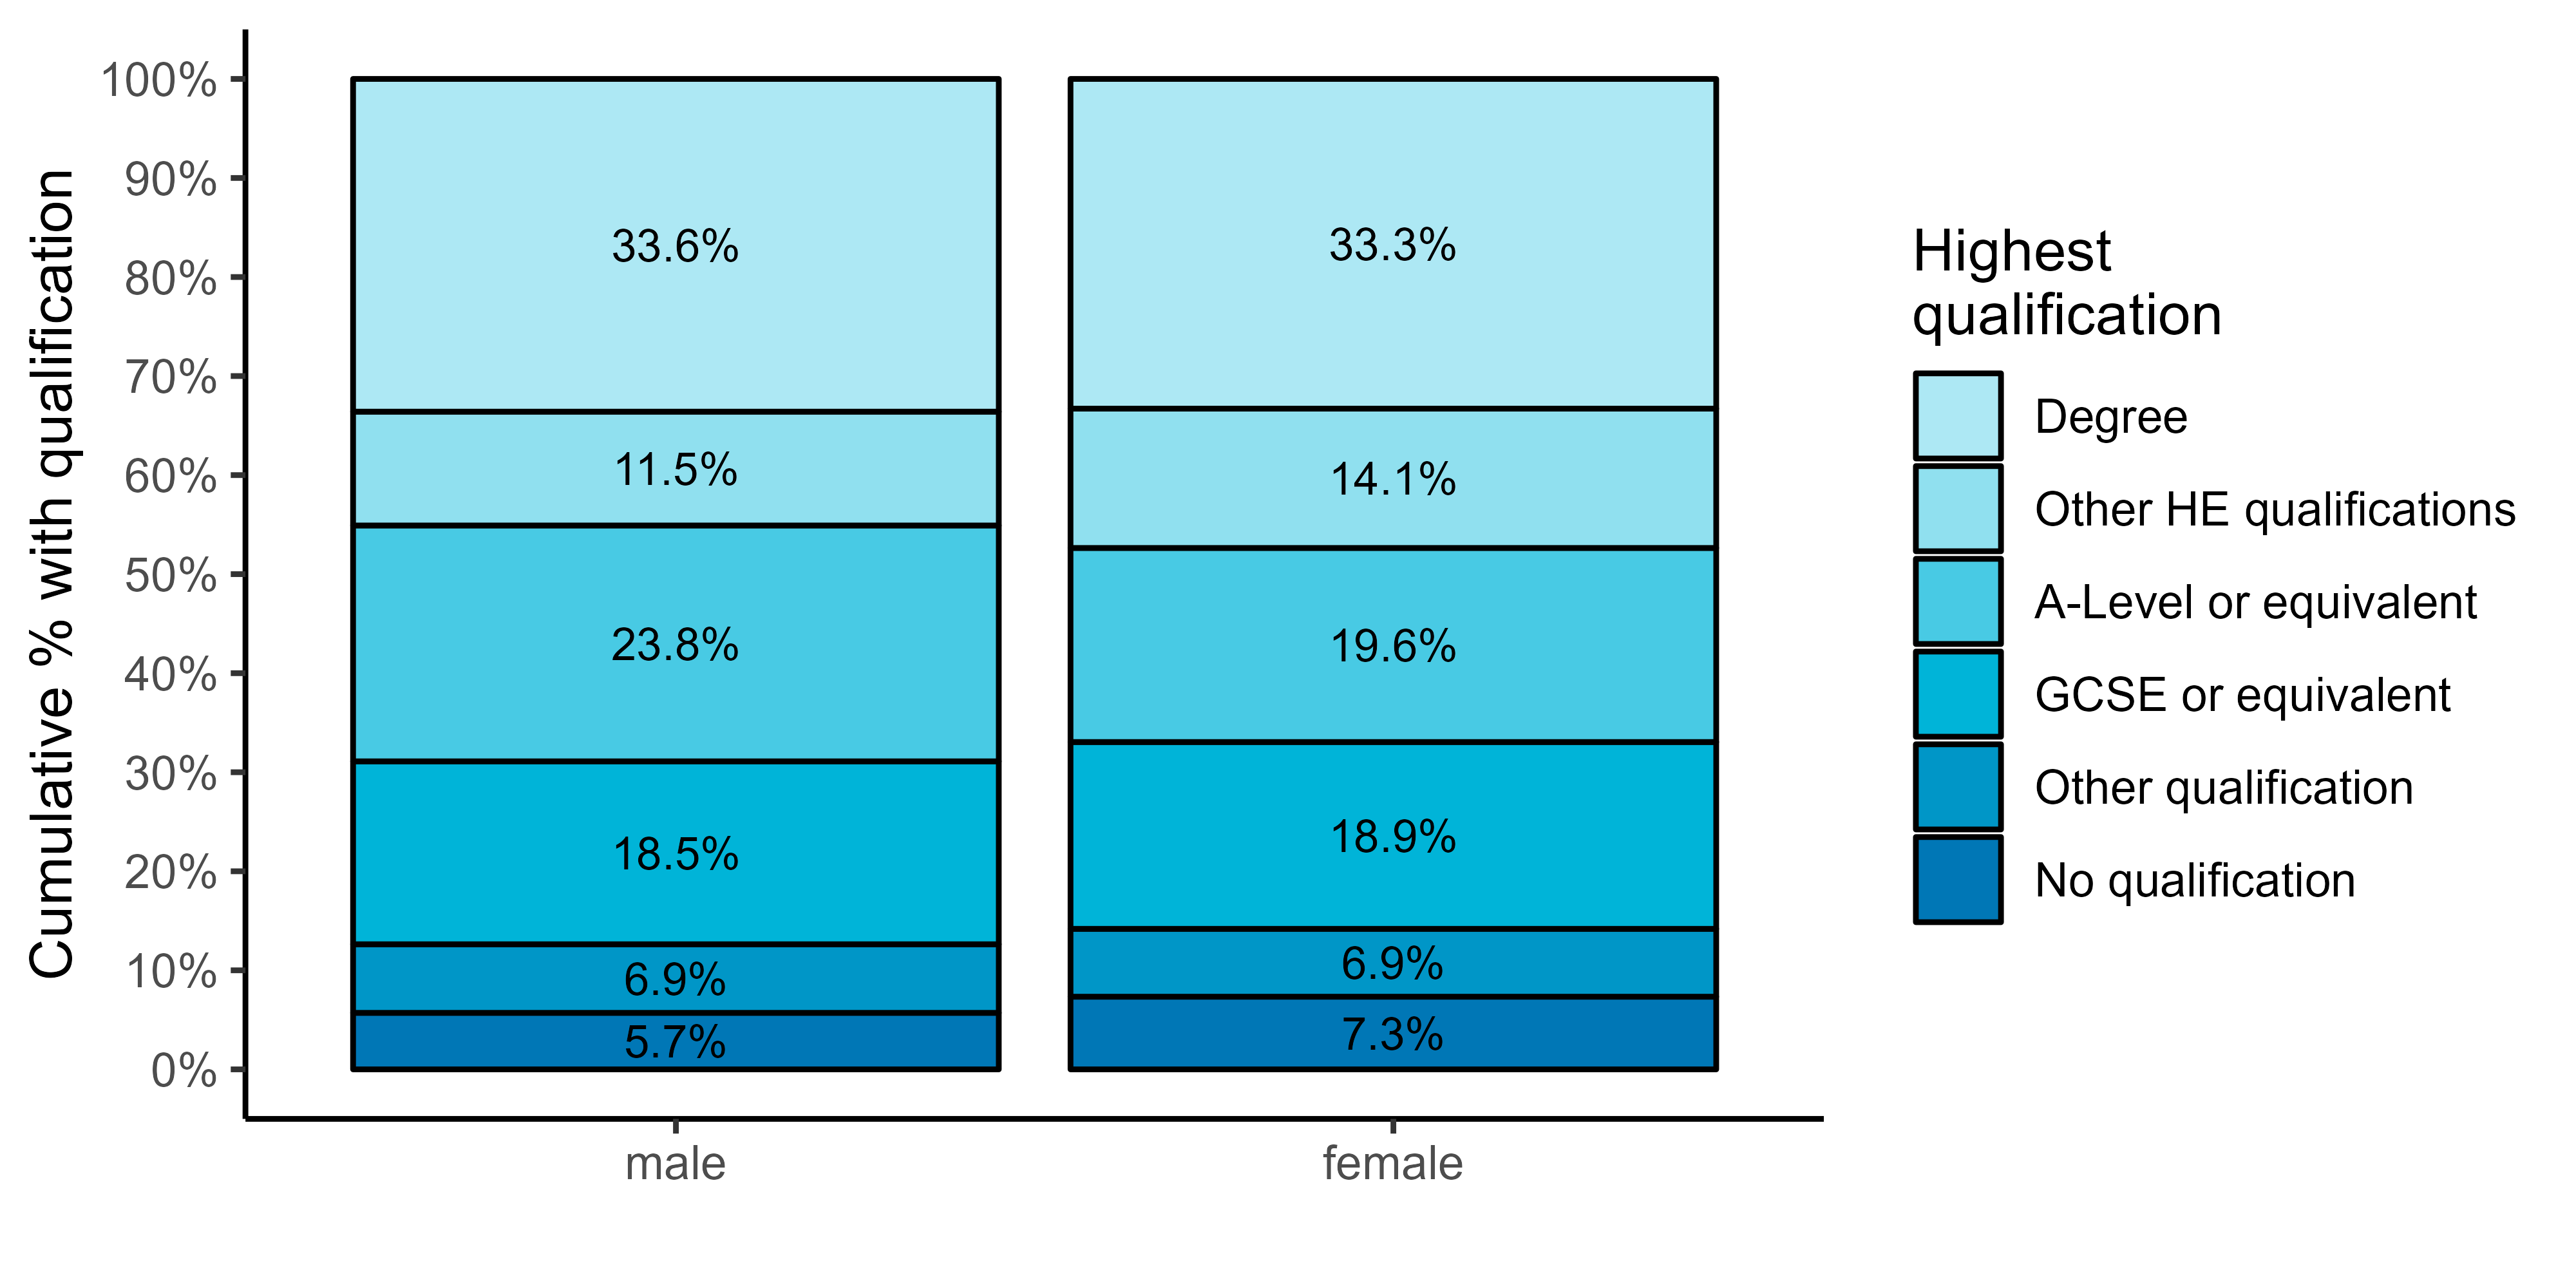 Cumulative % with qualification
100%
90%
80%
70%
60%
50%
40%
30%
20%
10%
0%
33.6%
11.5%
23.8%
18.5%
6.9%
5.7%
33.3%
14.1%
19.6%
18.9%
6.9%
7.3%
male
female
Highest
qualification
Degree
Other HE qualifications
A-Level or equivalent
GCSE or equivalent
Other qualification
No qualification